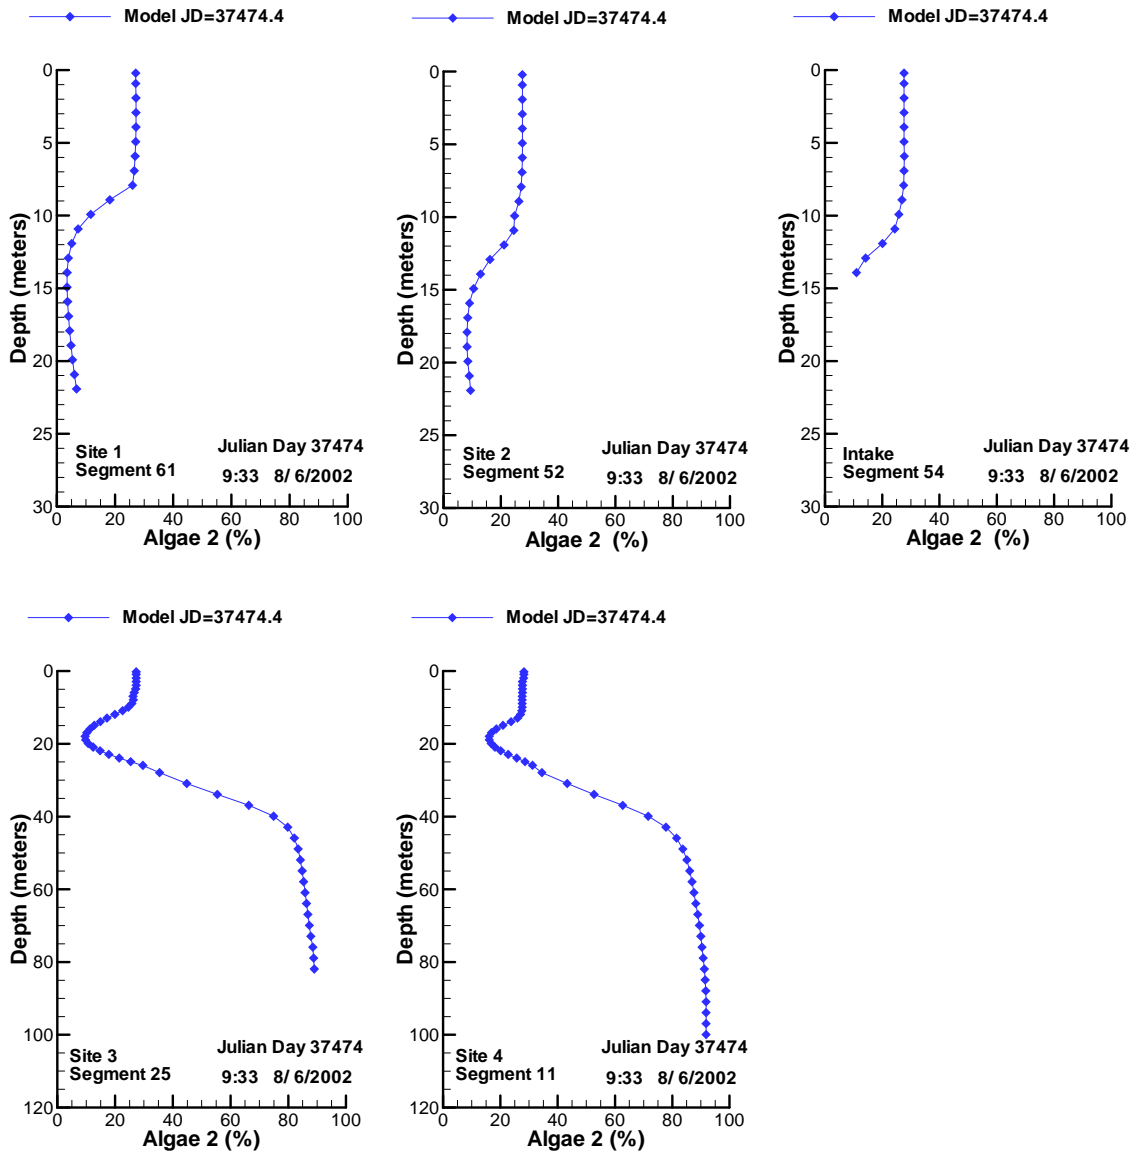 Model JD=37474.4
0
5
10
15
20
25
30
0 20 40 60 80 100
Depth (meters)
Algae 2 (%)
Site 1
Segment 61
Julian Day 37474
9:33 8/ 6/2002
Model JD=37474.4
0
5
10
15
20
25
30
0 20 40 60 80 100
Depth (meters)
Algae 2 (%)
Site 2
Segment 52
Julian Day 37474
9:33 8/ 6/2002
Model JD=37474.4
0
5
10
15
20
25
30
0 20 40 60 80 100
Depth (meters)
Algae 2 (%)
Intake
Segment 54
Julian Day 37474
9:33 8/ 6/2002
Model JD=37474.4
0
20
40
60
80
100
120
0 20 40 60 80 100
Depth (meters)
Algae 2 (%)
Site 3
Segment 25
Julian Day 37474
9:33 8/ 6/2002
Model JD=37474.4
0
20
40
60
80
100
120
0 20 40 60 80 100
Depth (meters)
Algae 2 (%)
Site 4
Segment 11
Julian Day 37474
9:33 8/ 6/2002